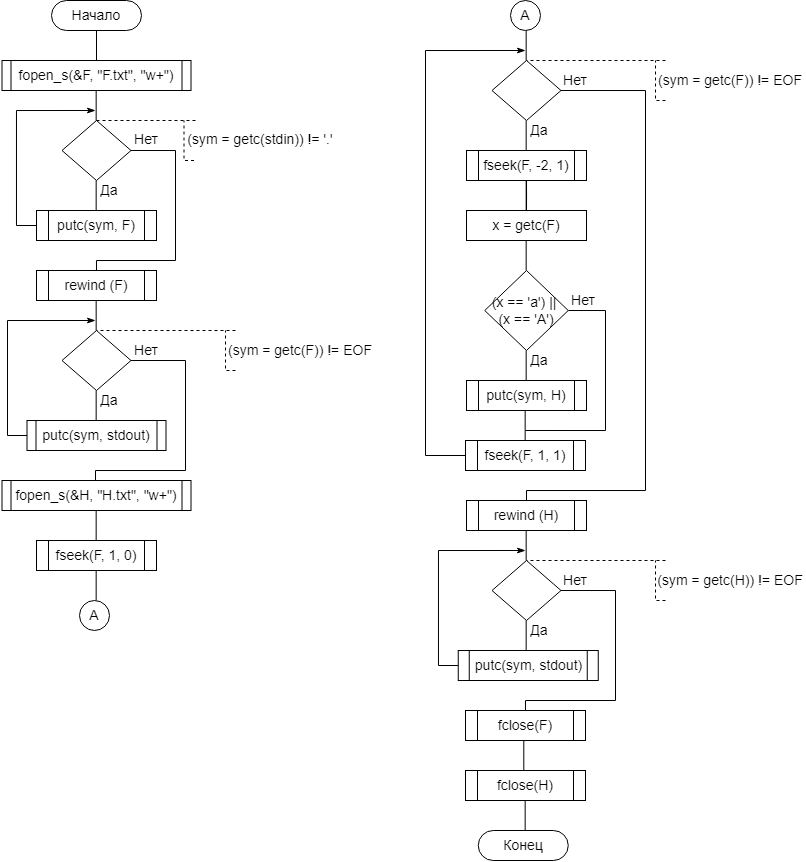 Начало
fopen_s(&F, "F.txt", "w+")
Нет
(sym = getc(stdin)) != '.'
Да
putc(sym, F)
rewind (F)
Нет
(sym = getc(F)) != EOF
Да
putc(sym, stdout)
fopen_s(&H, "H.txt", "w+")
fseek(F, 1, 0)
A
A
Нет
(sym = getc(F)) != EOF
Да
fseek(F, -2, 1)
x = getc(F)
Нет
(x == 'a') ||
(x == 'A')
Да
putc(sym, H)
fseek(F, 1, 1)
rewind (H)
Нет
(sym = getc(H)) != EOF
Да
putc(sym, stdout)
fclose(F)
fclose(H)
Конец